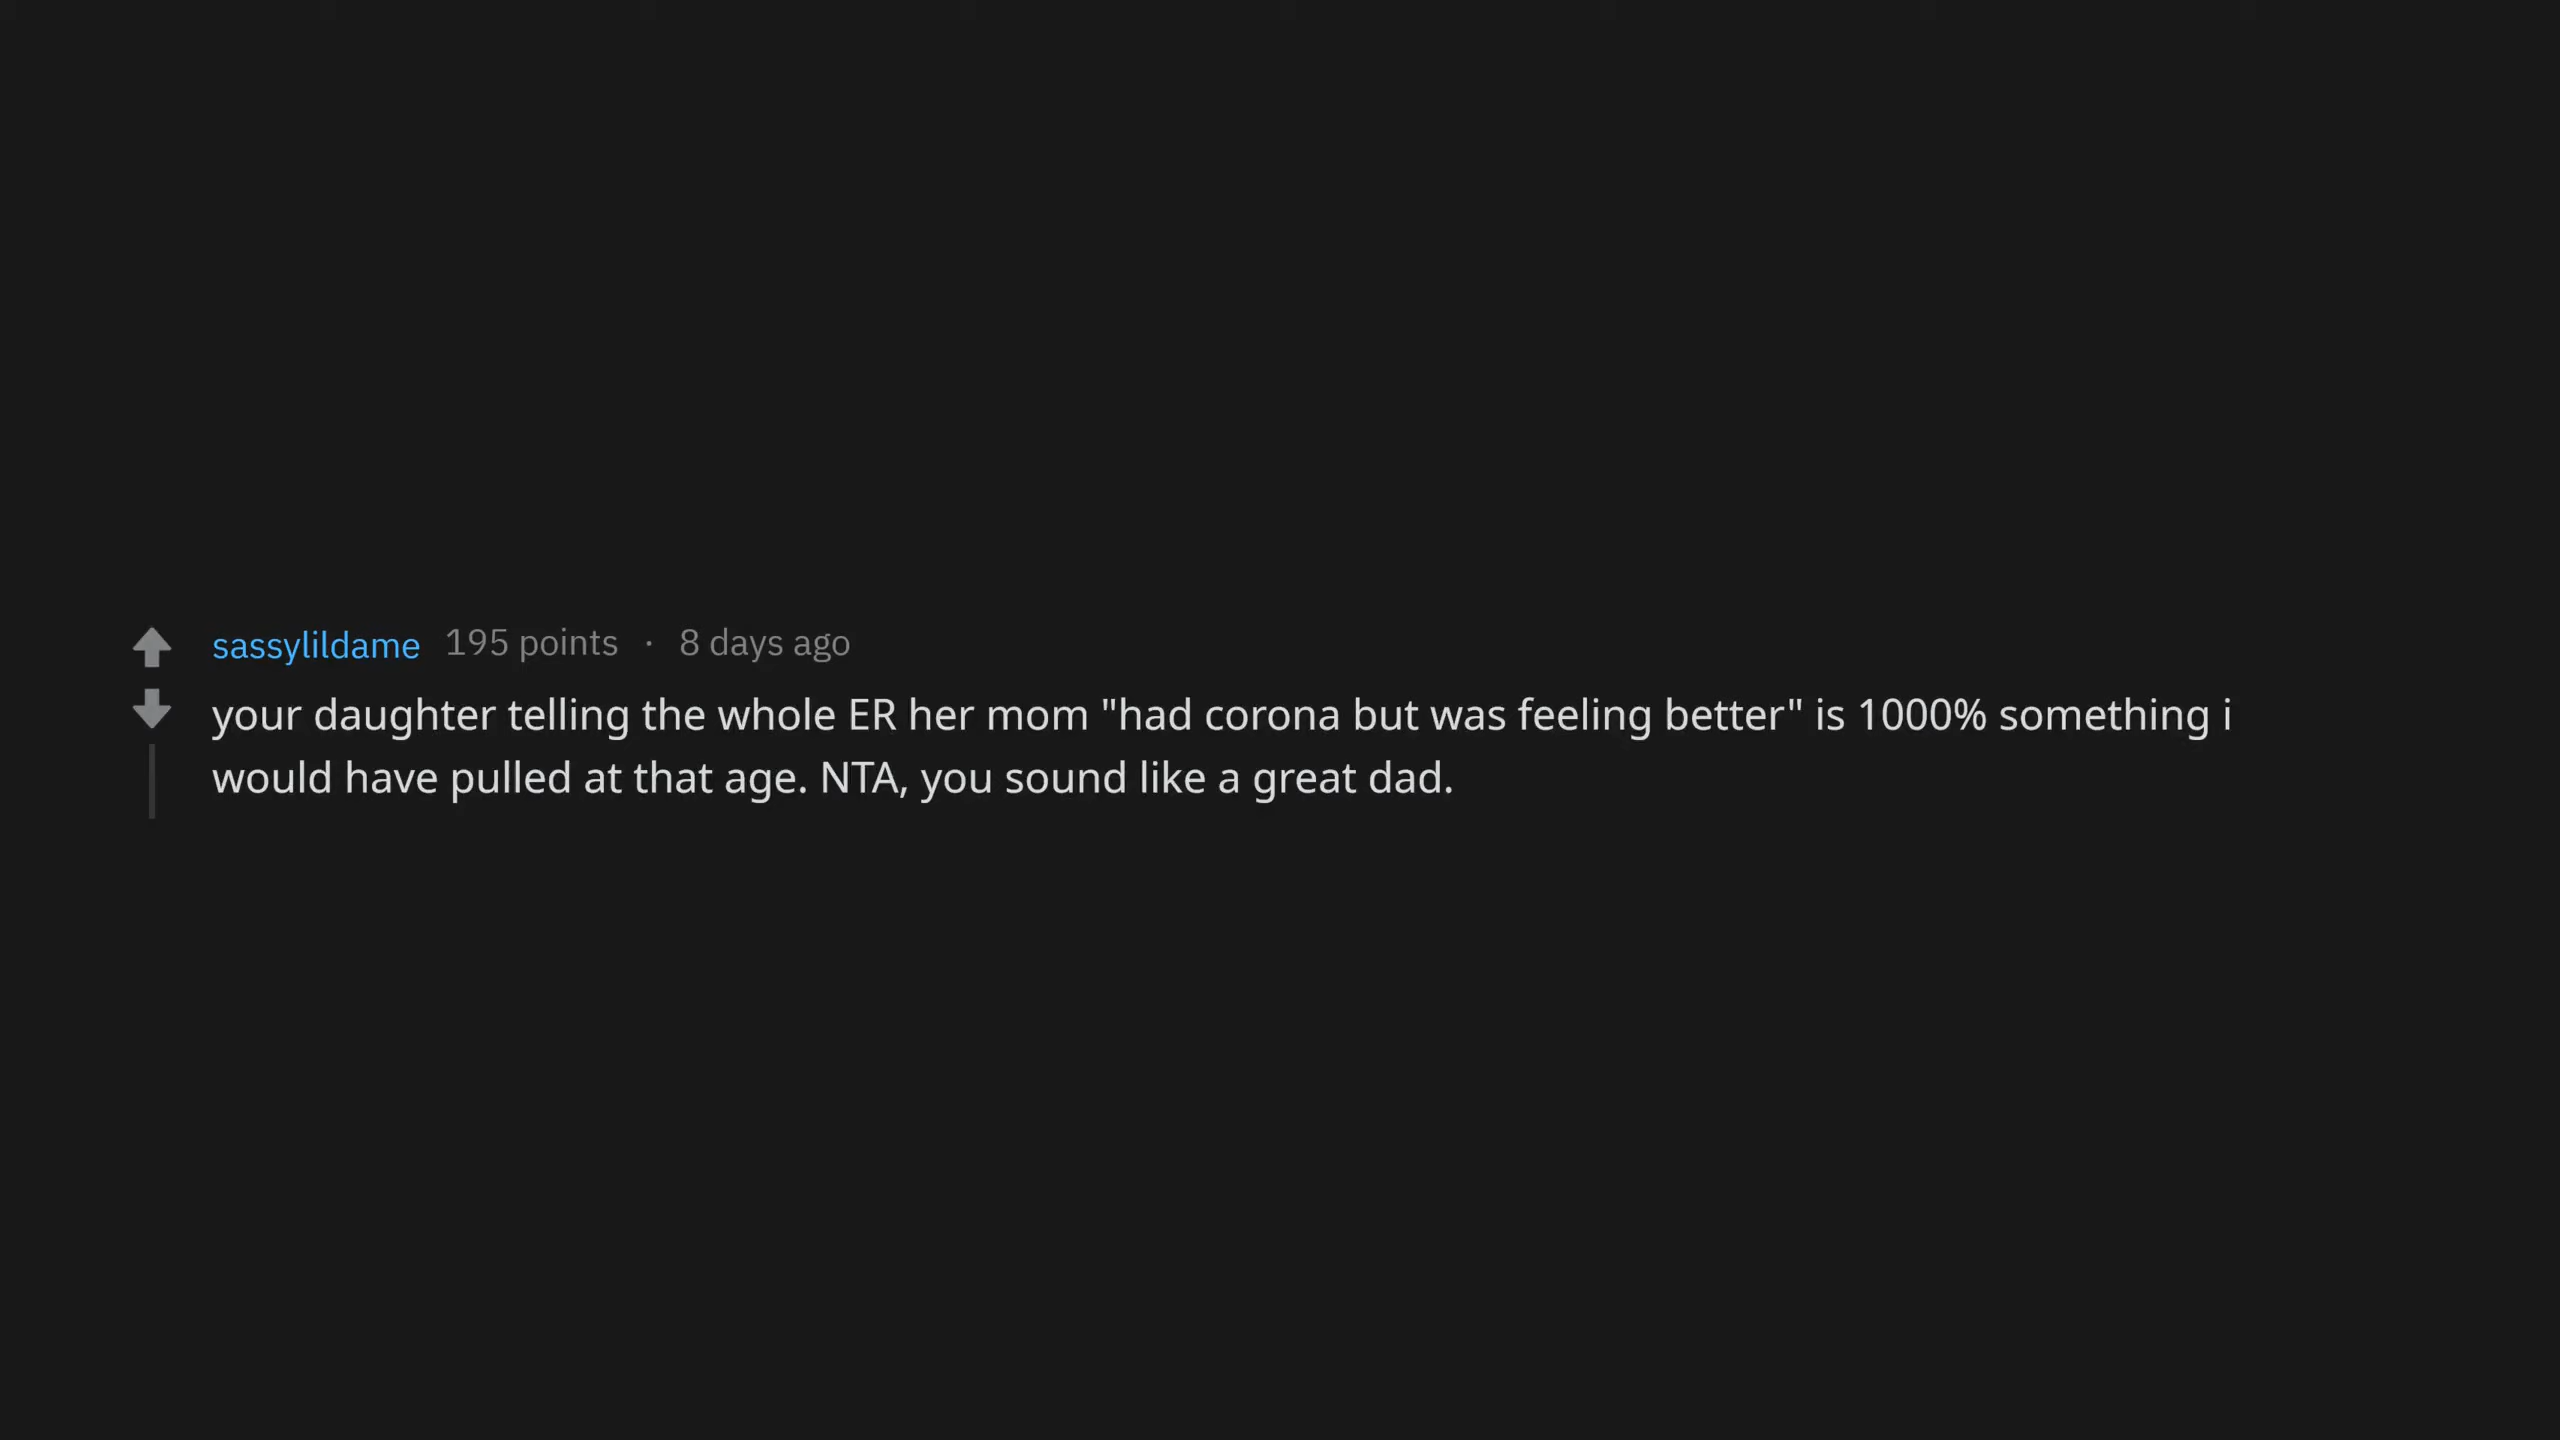 sassylildame 195 points · 8 days ago
your daughter telling the whole ER her mom "had corona but was feeling better" is 1000% something i
would have pulled at that age. NTA, you sound like a great dad.